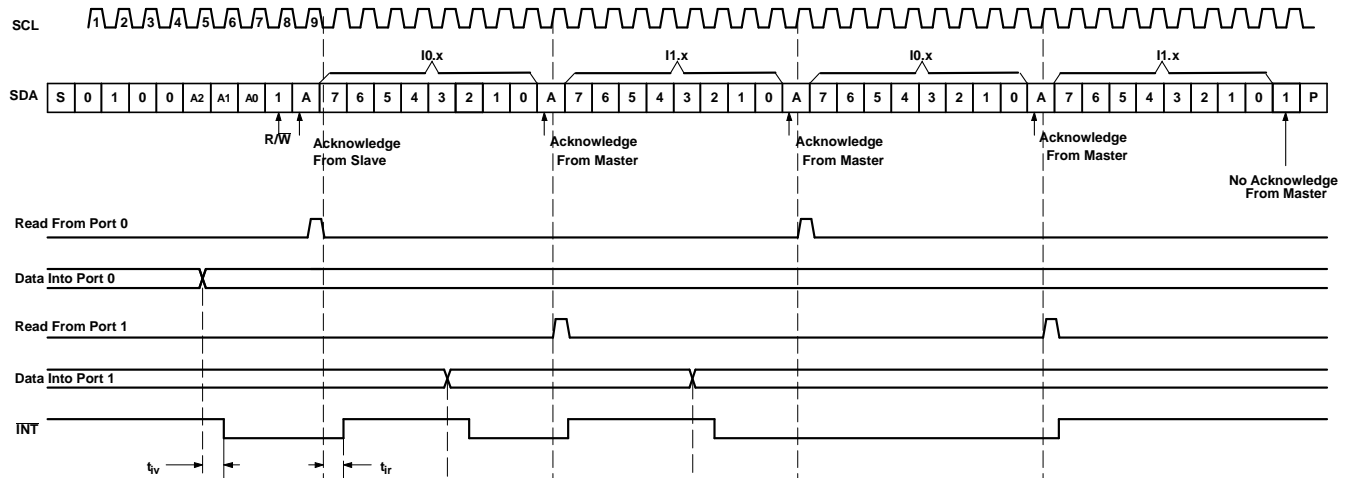 SCL 1 2 3 4 5 6 7 8 9
I0.x I1.x I0.x I1.x
SDA S 0 1 0 0 A2 A1 A0 1 A 7 6 5 4 3 2 1 0 A 7 6 5 4 3 2 1 0 A 7 6 5 4 3 2 1 0 A 7 6 5 4 3 2 1 0 1 P
R/W̅
Acknowledge
From Slave
Acknowledge
From Master
Acknowledge
From Master
Acknowledge
From Master
No Acknowledge
From Master
Read From Port 0
Data Into Port 0
Read From Port 1
Data Into Port 1
I̅N̅T̅
tiv tir